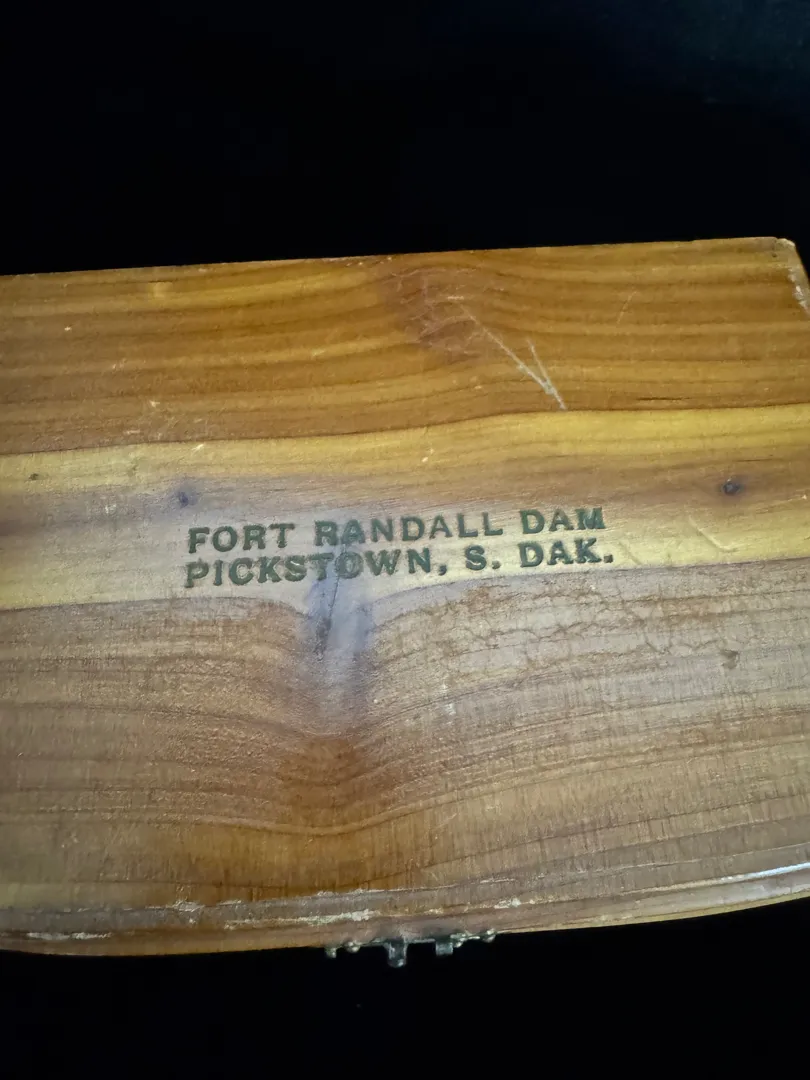 FORT RANDALL DAM
PICKSTOWN, S. DAK.